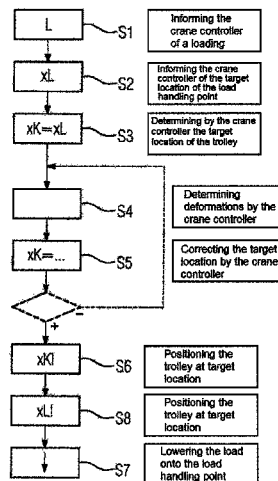 L
S1
Informing the
crane controller
of a loading
xL
S2
Informing the crane
controller of the target
location of the load
handling point
xK=xL
S3
Determining by the crane
controller the target
location of the trolley
S4
Determining
deformations by the
crane controller
xK=...
S5
Correcting the target
location by the crane
controller
+
-
xK!
S6
Positioning the
trolley at target
location
xL!
S8
Positioning the
trolley at target
location
S7
Lowering the load
onto the load
handling point